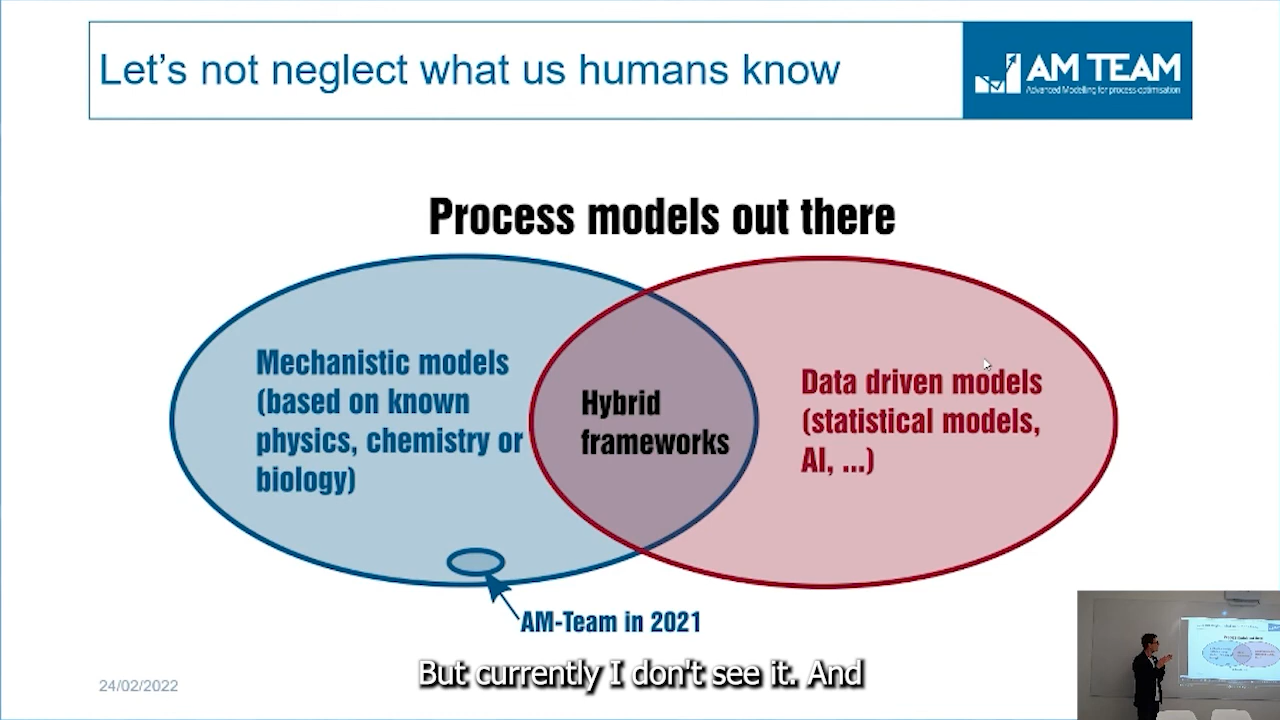 Let's not neglect what us humans know
AM TEAM
Advanced Modelling for process optimisation
Process models out there
Mechanistic models
(based on known
physics, chemistry or
biology)
Hybrid
frameworks
Data driven models
(statistical models,
AI, ...)
AM-Team in 2021
But currently I don't see it. And
24/02/2022